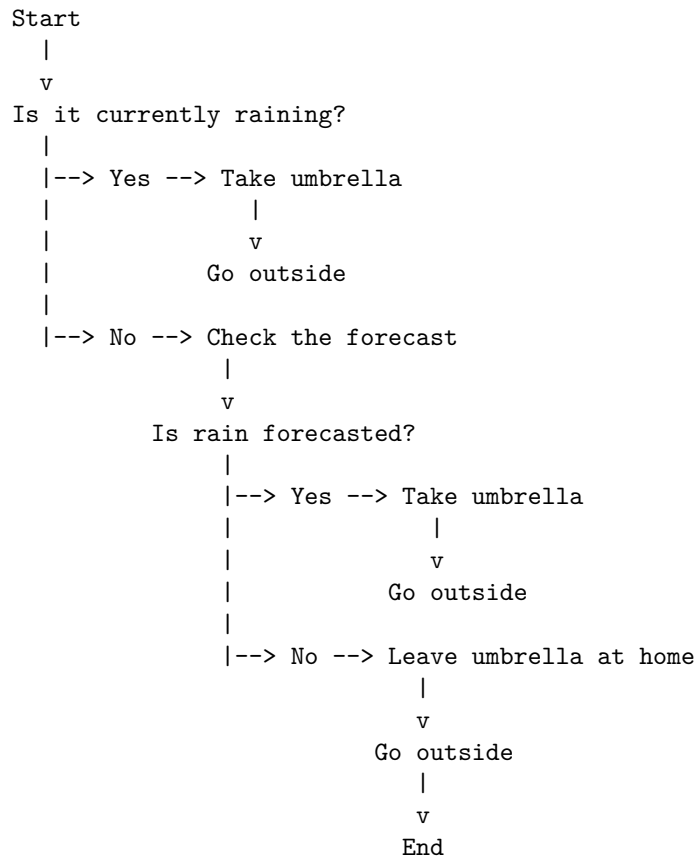 Start
|
v
Is it currently raining?
|
|--> Yes --> Take umbrella
| |
| v
| Go outside
|
|--> No --> Check the forecast
|
v
Is rain forecasted?
|
|--> Yes --> Take umbrella
| |
| v
| Go outside
|
|--> No --> Leave umbrella at home
|
v
Go outside
|
v
End